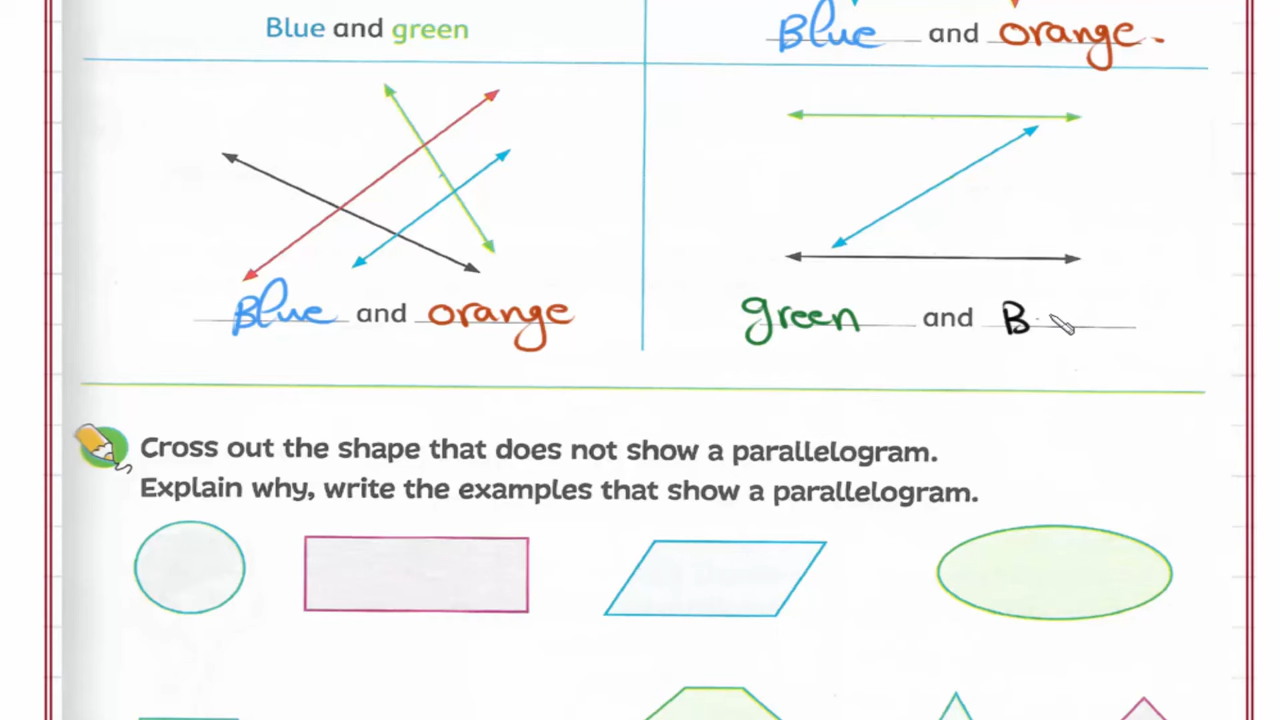 Blue and green
Blue and orange.
Blue and orange
green and B
Cross out the shape that does not show a parallelogram.
Explain why, write the examples that show a parallelogram.